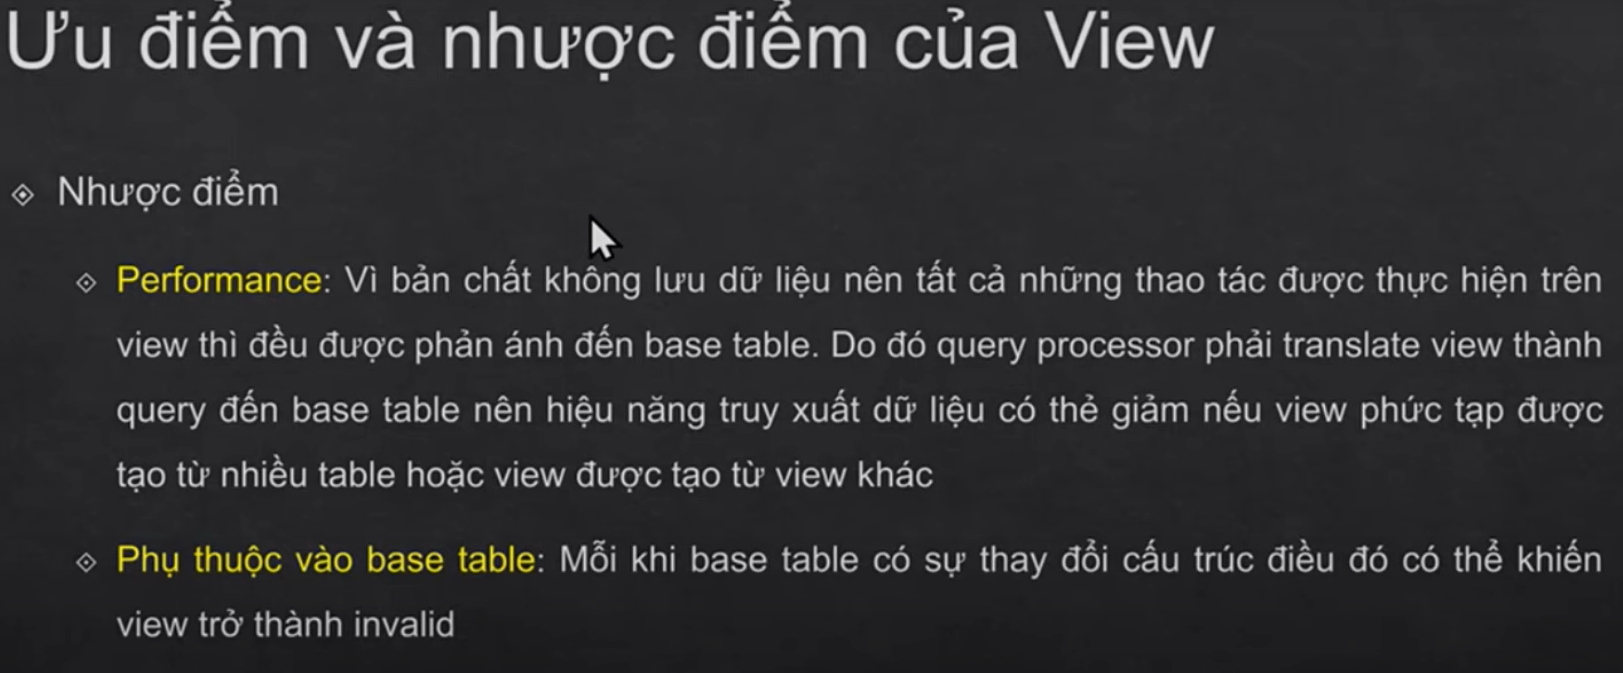 Ưu điểm và nhược điểm của View
Nhược điểm
Performance: Vì bản chất không lưu dữ liệu nên tất cả những thao tác được thực hiện trên
view thì đều được phản ánh đến base table. Do đó query processor phải translate view thành
query đến base table nên hiệu năng truy xuất dữ liệu có thẻ giảm nếu view phức tạp được
tạo từ nhiều table hoặc view được tạo từ view khác
Phụ thuộc vào base table: Mỗi khi base table có sự thay đổi cấu trúc điều đó có thể khiến
view trở thành invalid